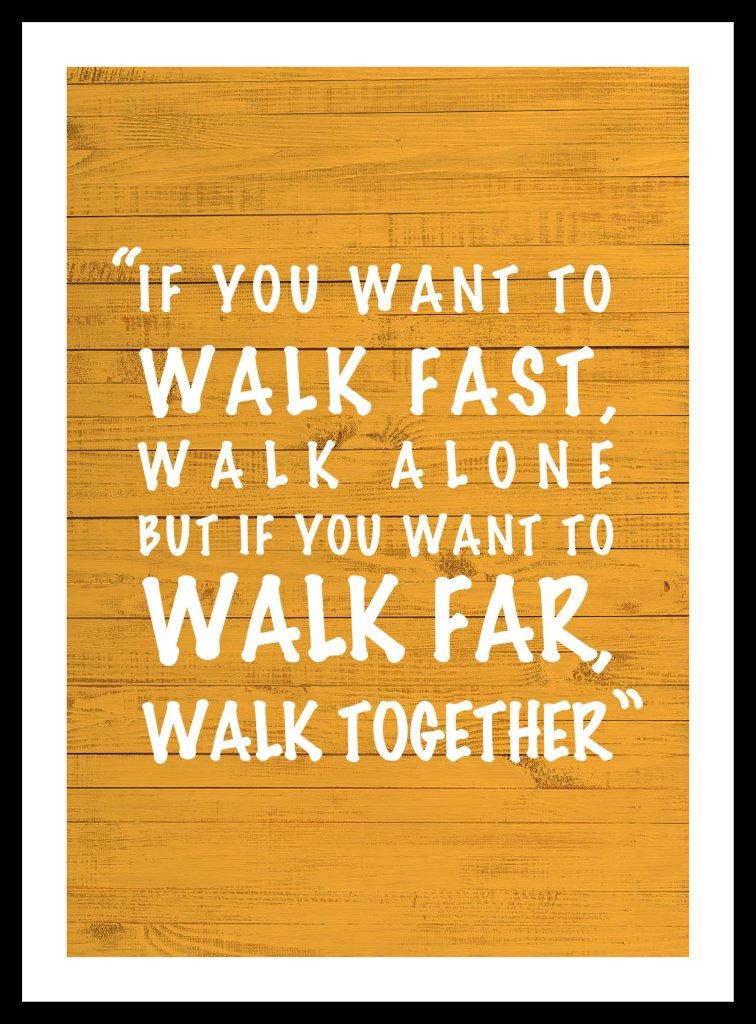 “IF YOU WANT TO
WALK FAST,
WALK ALONE
BUT IF YOU WANT TO
WALK FAR,
WALK TOGETHER”